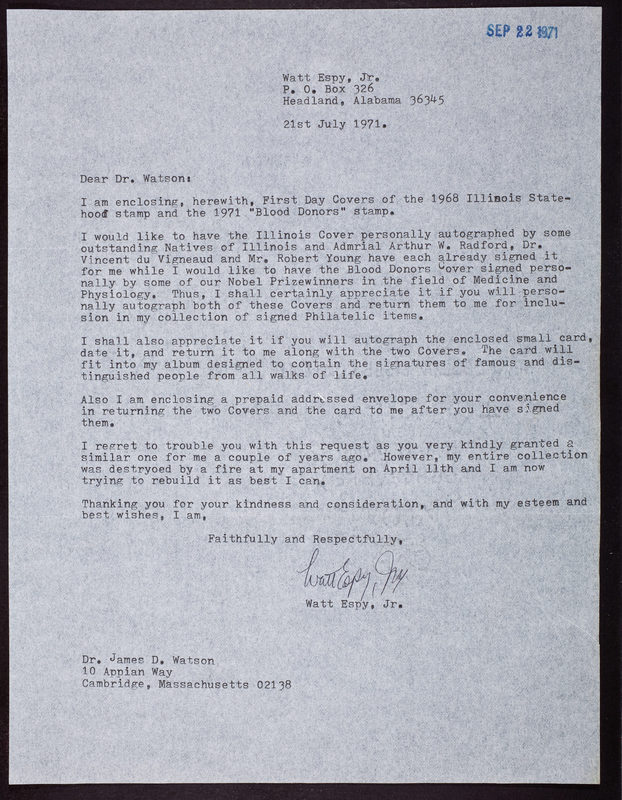 SEP 22 1971
Watt Espy, Jr.
P. O. Box 326
Headland, Alabama 36345
21st July 1971.
Dear Dr. Watson:
I am enclosing, herewith, First Day Covers of the 1968 Illinois State-
hood stamp and the 1971 "Blood Donors" stamp.
I would like to have the Illinois Cover personally autographed by some
outstanding Natives of Illinois and Admrial Arthur W. Radford, Dr.
Vincent du Vigneaud and Mr. Robert Young have each already signed it
for me while I would like to have the Blood Donors Cover signed perso-
nally by some of our Nobel Prizewinners in the field of Medicine and
Physiology. Thus, I shall certainly appreciate it if you will perso-
nally autograph both of these Covers and return them to me for inclu-
sion in my collection of signed Philatelic items.
I shall also appreciate it if you will autograph the enclosed small card,
date it, and return it to me along with the two Covers. The card will
fit into my album designed to contain the signatures of famous and dis-
tinguished people from all walks of life.
Also I am enclosing a prepaid addressed envelope for your convenience
in returning the two Covers and the card to me after you have signed
them.
I regret to trouble you with this request as you very kindly granted a
similar one for me a couple of years ago. However, my entire collection
was destryoed by a fire at my apartment on April 11th and I am now
trying to rebuild it as best I can.
Thanking you for your kindness and consideration, and with my esteem and
best wishes, I am,
Faithfully and Respectfully,
Watt Espy, Jr.
Watt Espy, Jr.
Dr. James D. Watson
10 Appian Way
Cambridge, Massachusetts 02138